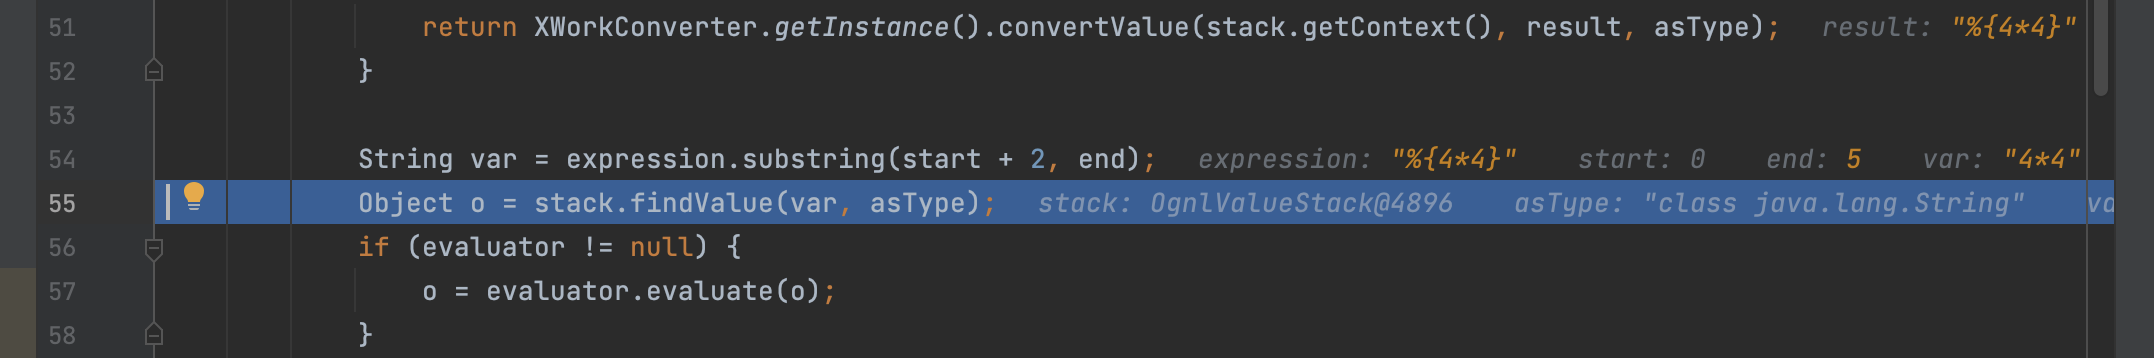 51 return XWorkConverter.getInstance().convertValue(stack.getContext(), result, asType); result: "%{4*4}"
52 }
53
54 String var = expression.substring(start + 2, end); expression: "%{4*4}" start: 0 end: 5 var: "4*4"
55 Object o = stack.findValue(var, asType); stack: OgnlValueStack@4896 asType: "class java.lang.String" va
56 if (evaluator != null) {
57 o = evaluator.evaluate(o);
58 }